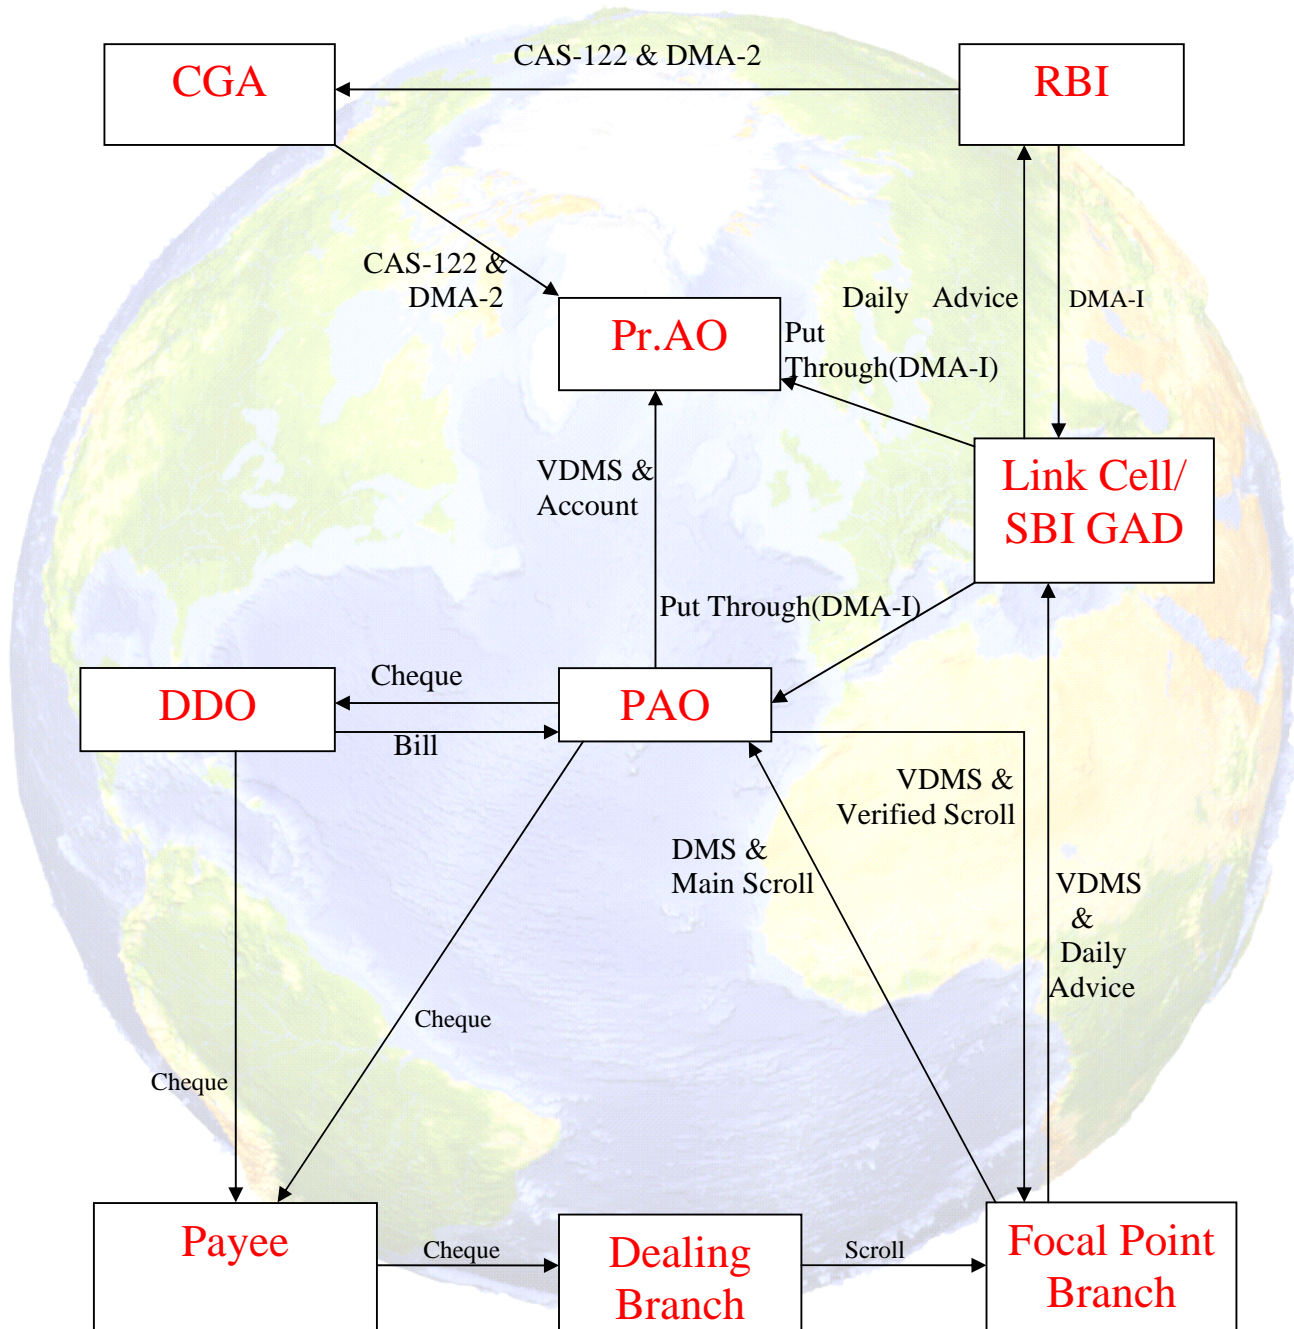 CAS-122 & DMA-2
CGA
RBI
CAS-122 &
DMA-2
Daily Advice
DMA-I
Pr.AO
Put
Through(DMA-I)
VDMS &
Account
Link Cell/
SBI GAD
Put Through(DMA-I)
Cheque
DDO
PAO
Bill
VDMS &
Verified Scroll
DMS &
Main Scroll
VDMS
&
Daily
Advice
Cheque
Cheque
Payee
Cheque
Dealing
Branch
Scroll
Focal Point
Branch